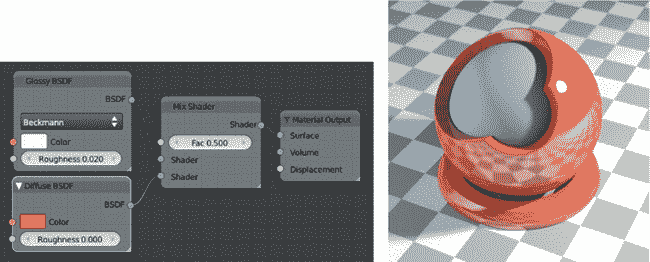 Glossy BSDF
BSDF
Beckmann
Color
Roughness 0.020
Diffuse BSDF
BSDF
Color
Roughness 0.000
Mix Shader
Shader
Fac 0.500
Shader
Shader
Material Output
Surface
Volume
Displacement